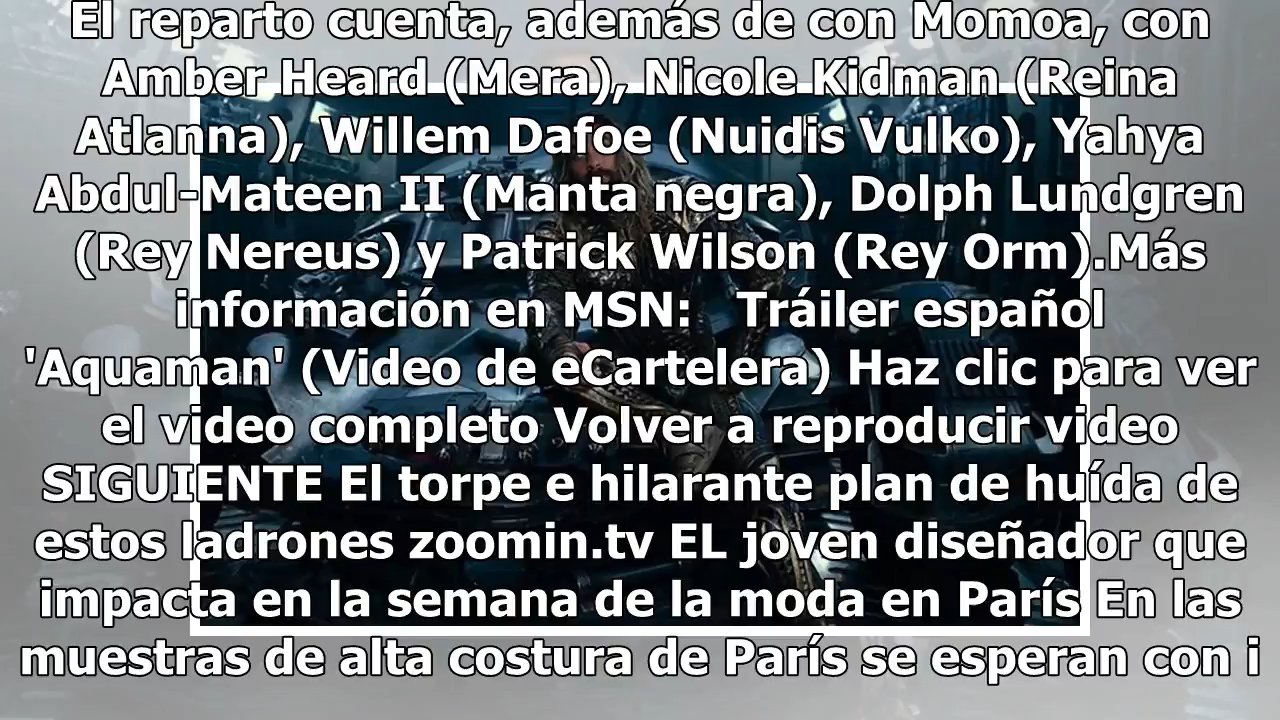 El reparto cuenta, además de con Momoa, con
Amber Heard (Mera), Nicole Kidman (Reina
Atlanna), Willem Dafoe (Nuidis Vulko), Yahya
Abdul-Mateen II (Manta negra), Dolph Lundgren
(Rey Nereus) y Patrick Wilson (Rey Orm).Más
información en MSN:   Tráiler español
'Aquaman' (Video de eCartelera) Haz clic para ver
el video completo Volver a reproducir video
SIGUIENTE El torpe e hilarante plan de huída de
estos ladrones zoomin.tv EL joven diseñador que
impacta en la semana de la moda en París En las
muestras de alta costura de París se esperan con i